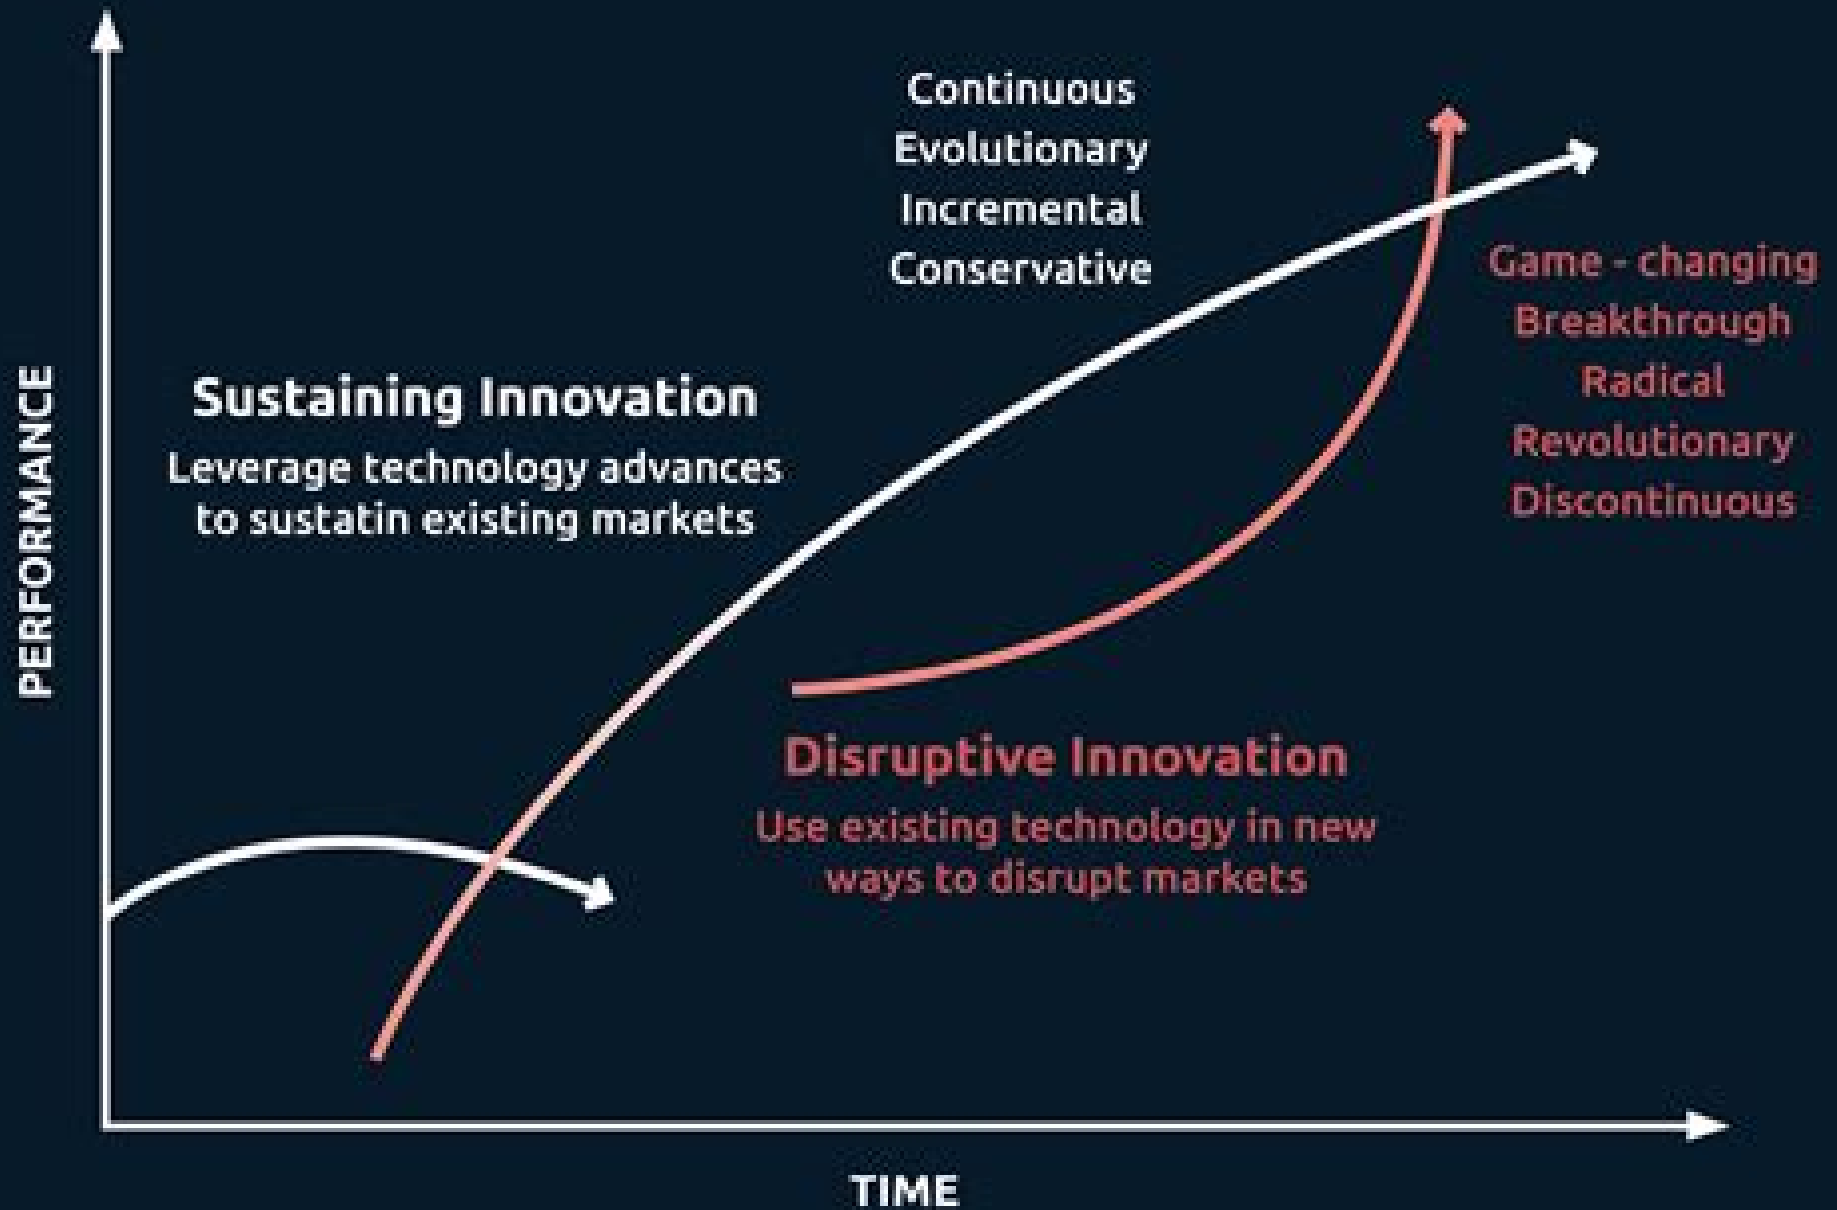 Continuous
Evolutionary
Incremental
Conservative
Game - changing
Breakthrough
Radical
Revolutionary
Discontinuous
PERFORMANCE
Sustaining Innovation
Leverage technology advances
to sustatin existing markets
Disruptive Innovation
Use existing technology in new
ways to disrupt markets
TIME